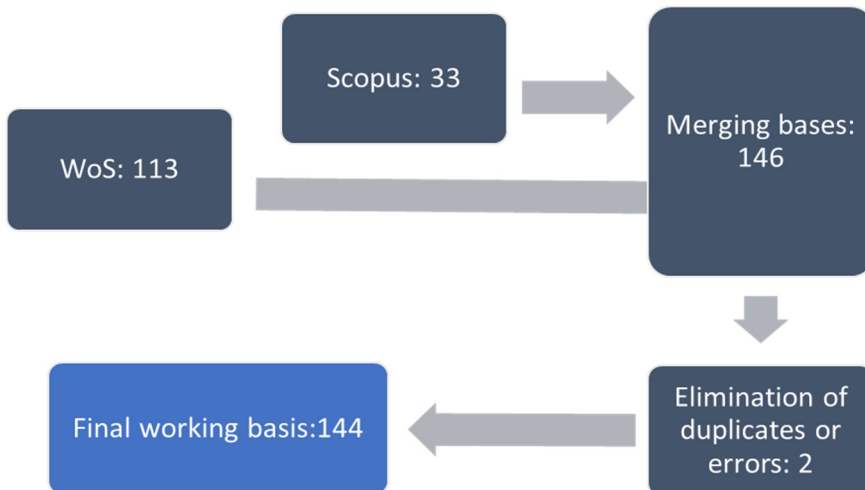 Scopus: 33
WoS: 113
Merging bases:
146
Elimination of
duplicates or
errors: 2
Final working basis:144